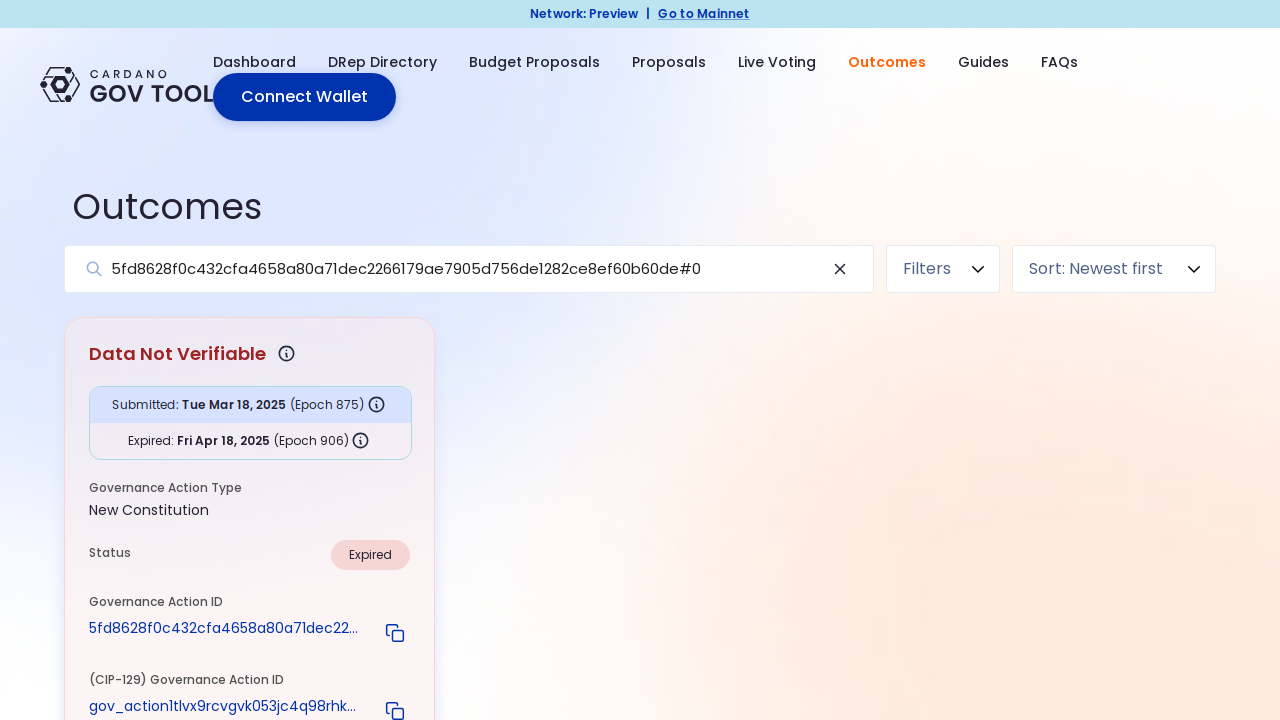 Network: Preview | Go to Mainnet
CARDANO
GOV TOOL
Dashboard DRep Directory Budget Proposals Proposals Live Voting Outcomes Guides FAQs
Connect Wallet
Outcomes
5fd8628f0c432cfa4658a80a71dec2266179ae7905d756de1282ce8ef60b60de#0
Filters
Sort: Newest first
Data Not Verifiable
Submitted: Tue Mar 18, 2025 (Epoch 875)
Expired: Fri Apr 18, 2025 (Epoch 906)
Governance Action Type
New Constitution
Status
Expired
Governance Action ID
5fd8628f0c432cfa4658a80a71dec22...
(CIP-129) Governance Action ID
gov_action1tlvx9rcvgvk053jc4q98rhk...